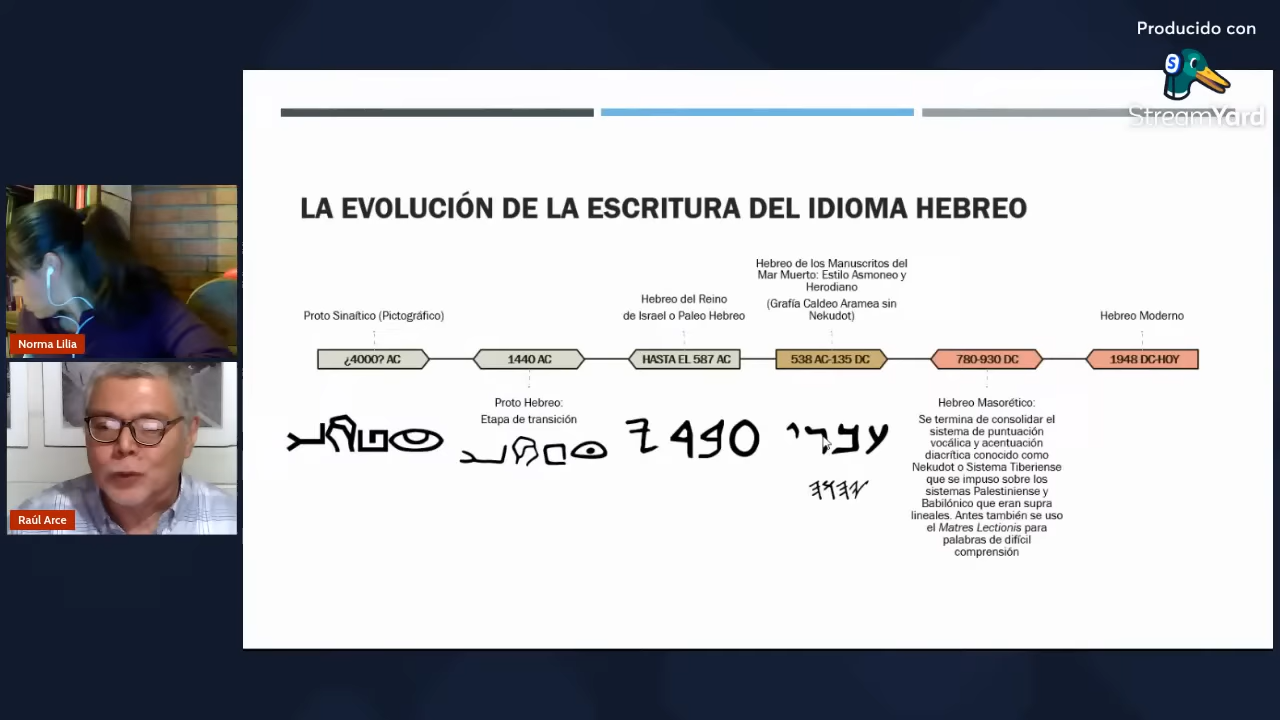 Producido con
StreamYard
LA EVOLUCIÓN DE LA ESCRITURA DEL IDIOMA HEBREO
Proto Sinaítico (Pictográfico)
¿4000? AC
1440 AC
Proto Hebreo:
Etapa de transición
Hebreo del Reino
de Israel o Paleo Hebreo
HASTA EL 587 AC
Hebreo de los Manuscritos del
Mar Muerto: Estilo Asmoneo y
Herodiano
(Grafía Caldeo Aramea sin
Nekudot)
538 AC-135 DC
עברי
780-930 DC
Hebreo Masorético:
Se termina de consolidar el
sistema de puntuación
vocálica y acentuación
diacrítica conocido como
Nekudot o Sistema Tiberiense
que se impuso sobre los
sistemas Palestiniense y
Babilónico que eran supra
lineales. Antes también se uso
el Matres Lectionis para
palabras de difícil
comprensión
Hebreo Moderno
1948 DC-HOY
Norma Lilia
Raúl Arce